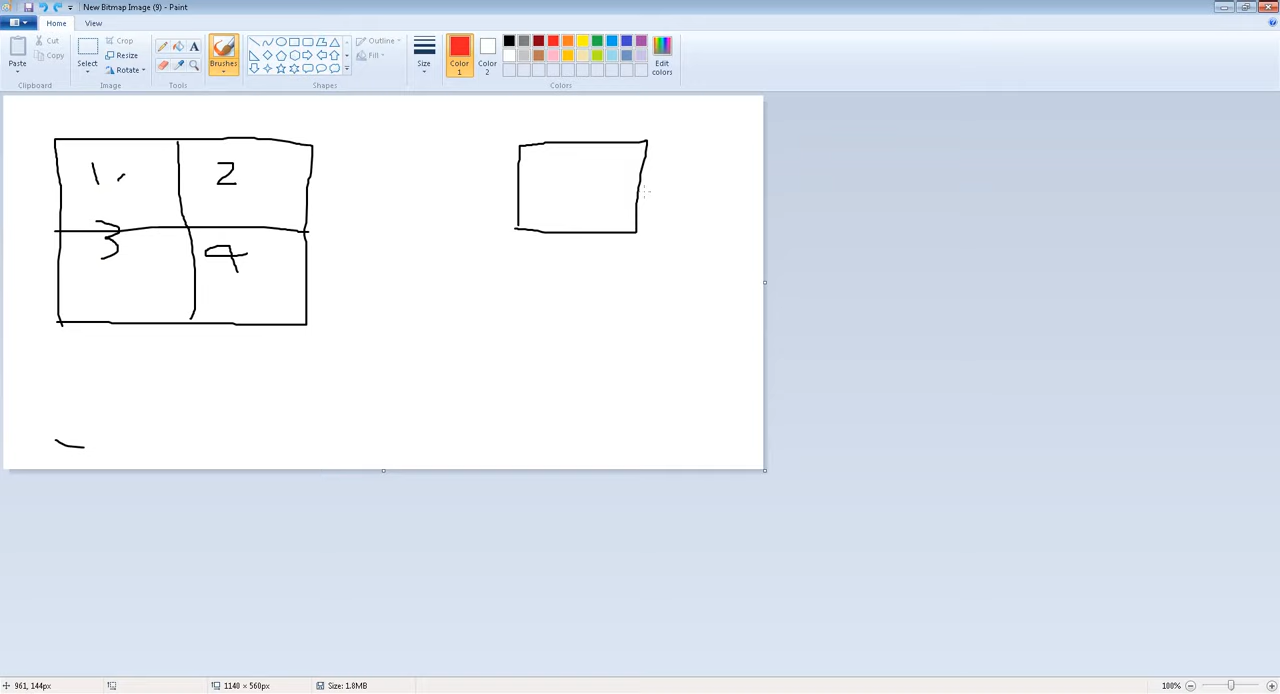 New Bitmap Image (9) - Paint
Home View
Paste
Cut
Copy
Clipboard
Select
Crop
Resize
Rotate
Image
A
Tools
Brushes
Outline
Fill
Shapes
Size
Color
1
Color
2
Edit
colors
Colors
1 2
3 4
961, 144px
1140 × 560px
Size: 1.8MB
100%